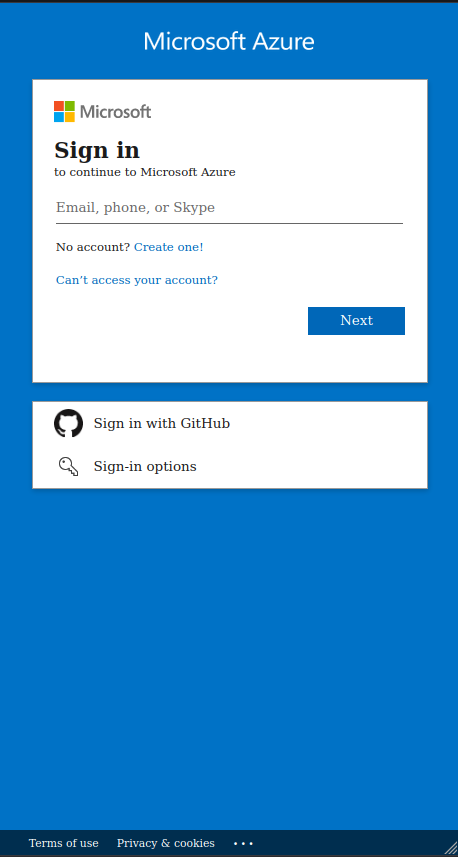 Microsoft Azure
Microsoft
Sign in
to continue to Microsoft Azure
Email, phone, or Skype
No account? Create one!
Can’t access your account?
Next
Sign in with GitHub
Sign-in options
Terms of use Privacy & cookies ...